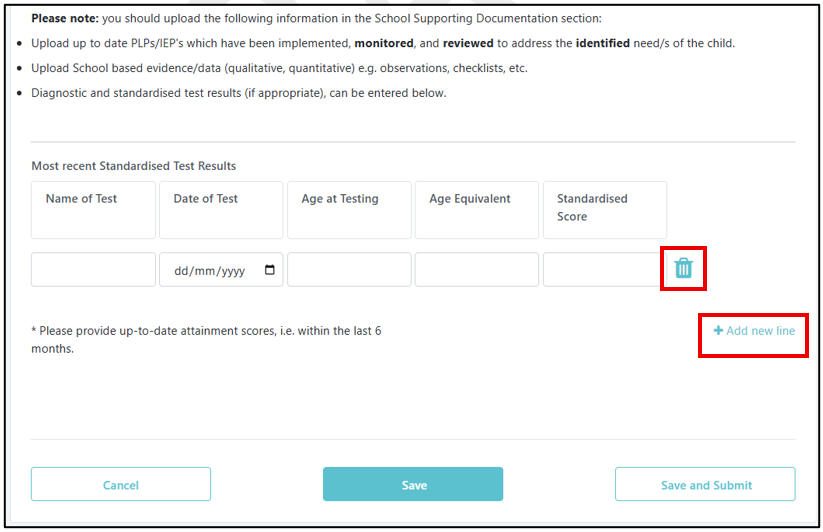 Please note: you should upload the following information in the School Supporting Documentation section:
• Upload up to date PLPs/IEP's which have been implemented, monitored, and reviewed to address the identified need/s of the child.
• Upload School based evidence/data (qualitative, quantitative) e.g. observations, checklists, etc.
• Diagnostic and standardised test results (if appropriate), can be entered below.
Most recent Standardised Test Results
Name of Test Date of Test Age at Testing Age Equivalent Standardised
Score
dd/mm/yyyy
* Please provide up-to-date attainment scores, i.e. within the last 6 + Add new line
months.
Cancel Save Save and Submit